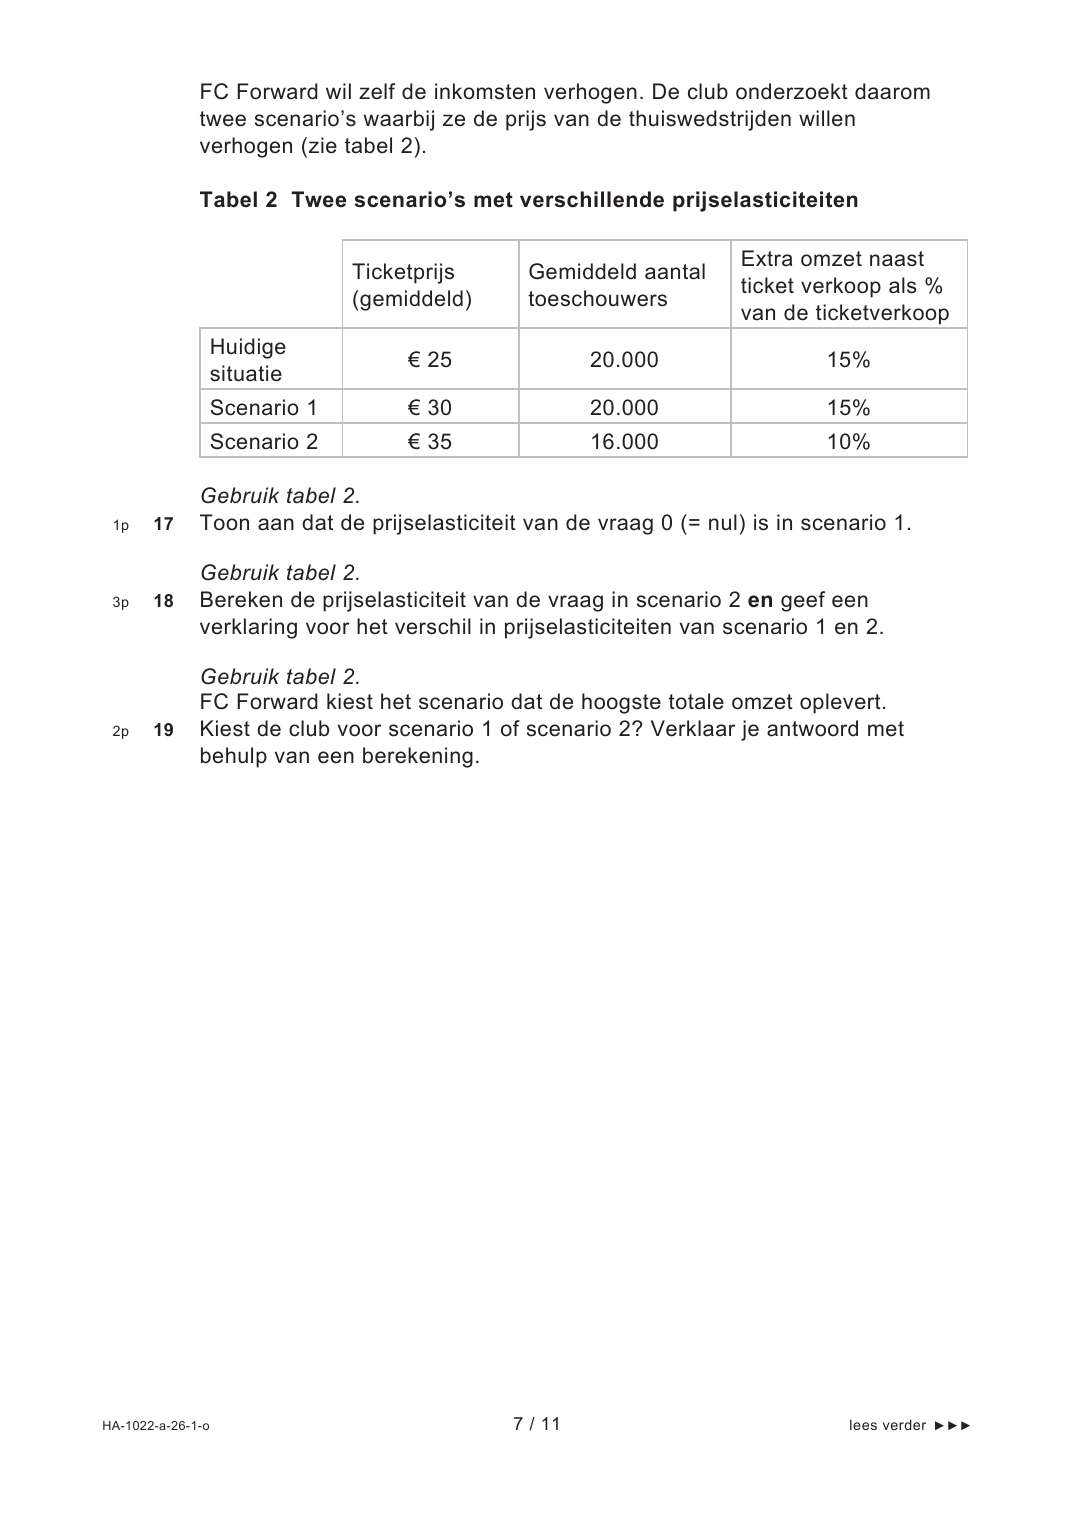 FC Forward wil zelf de inkomsten verhogen. De club onderzoekt daarom
twee scenario’s waarbij ze de prijs van de thuiswedstrijden willen
verhogen (zie tabel 2).
Tabel 2 Twee scenario’s met verschillende prijselasticiteiten
Ticketprijs
(gemiddeld)
Gemiddeld aantal
toeschouwers
Extra omzet naast
ticket verkoop als %
van de ticketverkoop
Huidige
situatie
€ 25
20.000
15%
Scenario 1
€ 30
20.000
15%
Scenario 2
€ 35
16.000
10%
Gebruik tabel 2.
1p 17 Toon aan dat de prijselasticiteit van de vraag 0 (= nul) is in scenario 1.
Gebruik tabel 2.
3p 18 Bereken de prijselasticiteit van de vraag in scenario 2 en geef een
verklaring voor het verschil in prijselasticiteiten van scenario 1 en 2.
Gebruik tabel 2.
FC Forward kiest het scenario dat de hoogste totale omzet oplevert.
2p 19 Kiest de club voor scenario 1 of scenario 2? Verklaar je antwoord met
behulp van een berekening.
HA-1022-a-26-1-o
7 / 11
lees verder ►►►